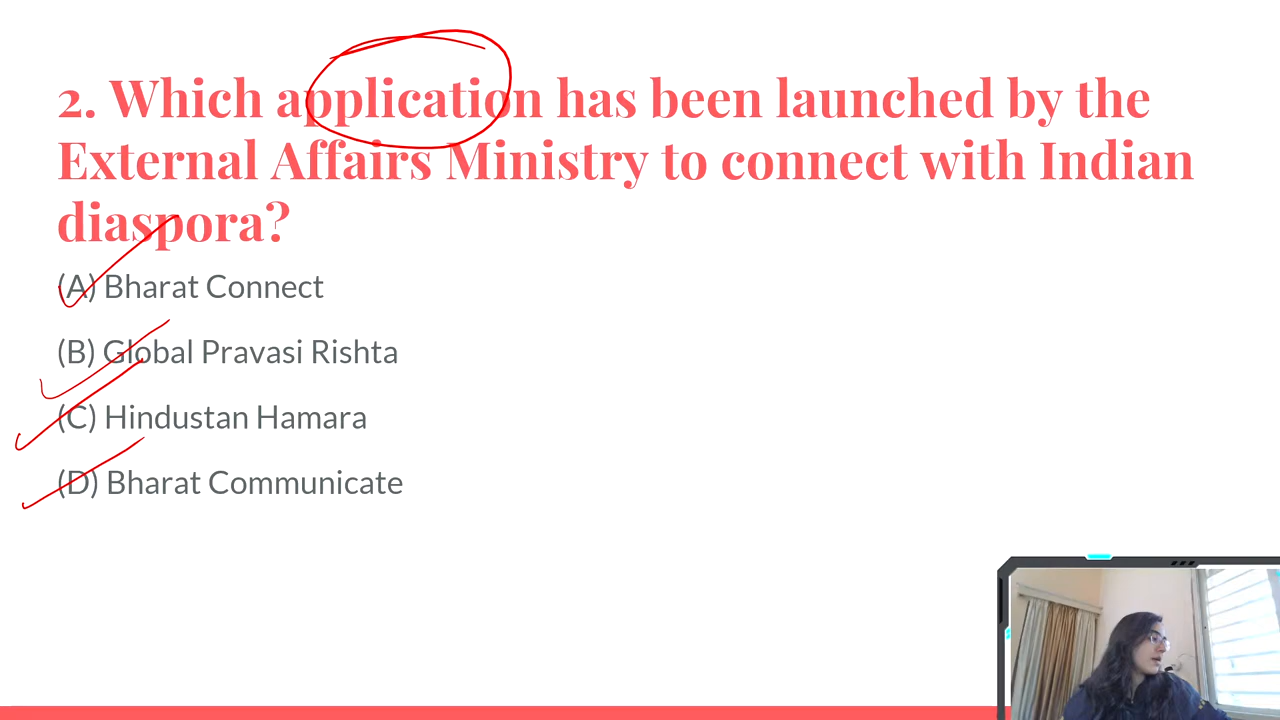 2. Which application has been launched by the
External Affairs Ministry to connect with Indian
diaspora?
(A) Bharat Connect
(B) Global Pravasi Rishta
(C) Hindustan Hamara
(D) Bharat Communicate